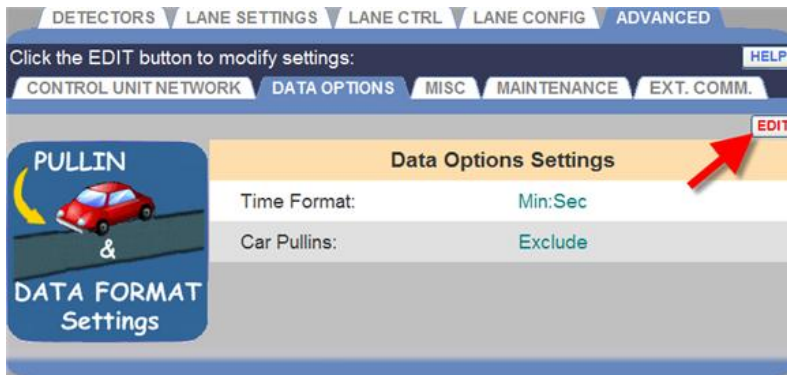 DETECTORS LANE SETTINGS LANE CTRL LANE CONFIG ADVANCED
Click the EDIT button to modify settings: HELP
CONTROL UNIT NETWORK DATA OPTIONS MISC MAINTENANCE EXT. COMM.
EDIT
PULLIN
&
DATA FORMAT
Settings
Data Options Settings
Time Format: Min:Sec
Car Pullins: Exclude